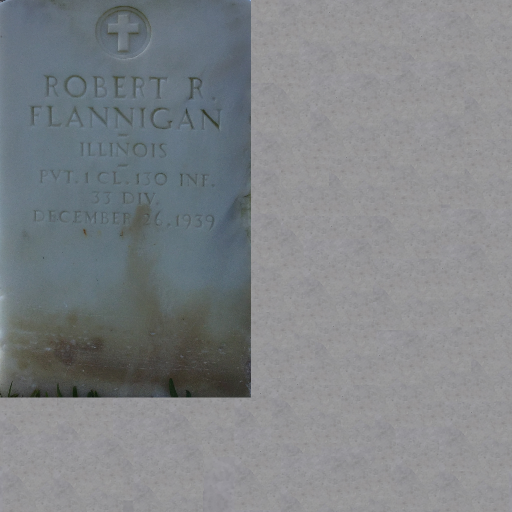 ROBERT R.
FLANNIGAN
ILLINOIS
PVT. 1 CL. 130 INF.
33 DIV.
DECEMBER 26, 1939